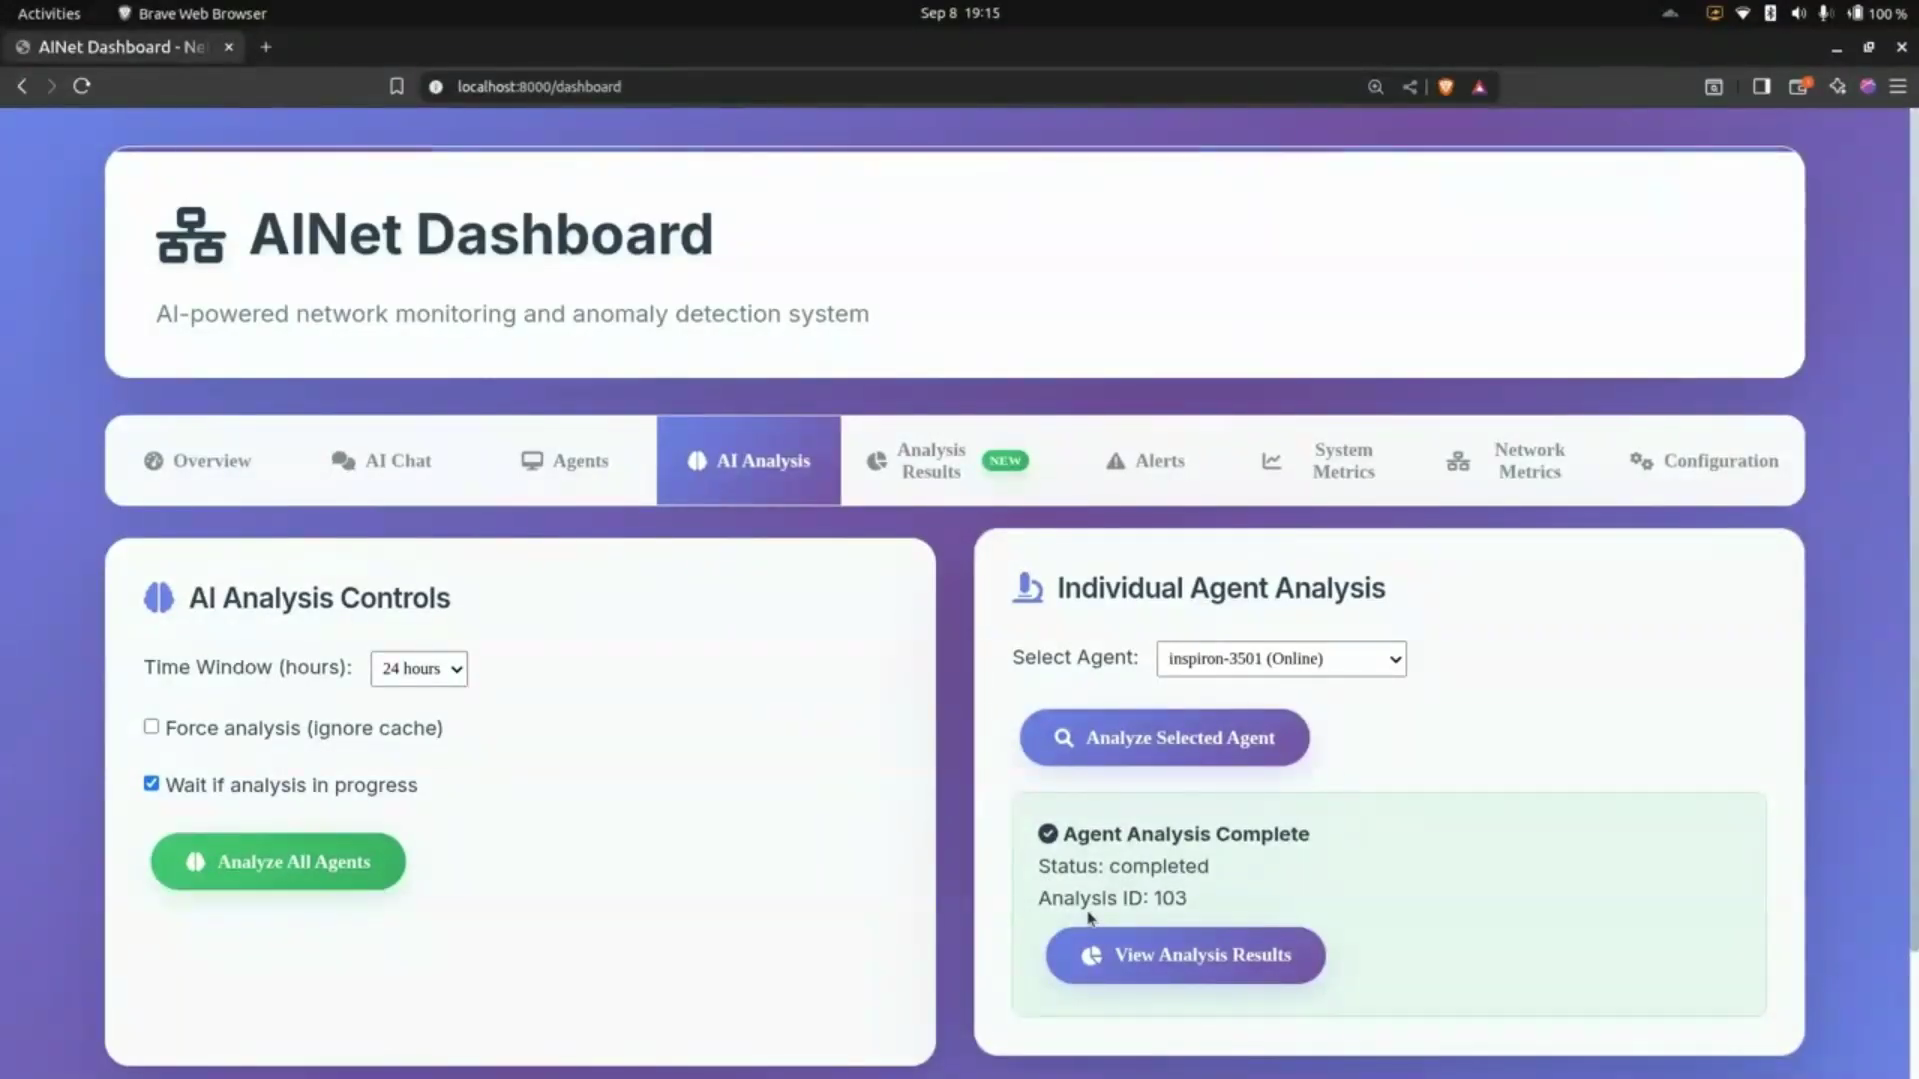 Activities
Brave Web Browser
Sep 8 19:15
100 %
AINet Dashboard - Ne
localhost:8000/dashboard
AINet Dashboard
AI-powered network monitoring and anomaly detection system
Overview
AI Chat
Agents
AI Analysis
Analysis
Results
NEW
Alerts
System
Metrics
Network
Metrics
Configuration
AI Analysis Controls
Time Window (hours): 24 hours
Force analysis (ignore cache)
Wait if analysis in progress
Analyze All Agents
Individual Agent Analysis
Select Agent: inspiron-3501 (Online)
Analyze Selected Agent
Agent Analysis Complete
Status: completed
Analysis ID: 103
View Analysis Results